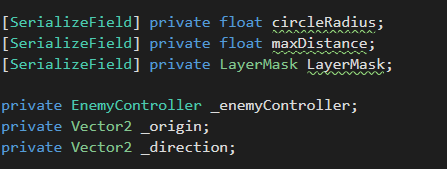 [SerializeField] private float circleRadius;
[SerializeField] private float maxDistance;
[SerializeField] private LayerMask LayerMask;
private EnemyController _enemyController;
private Vector2 _origin;
private Vector2 _direction;